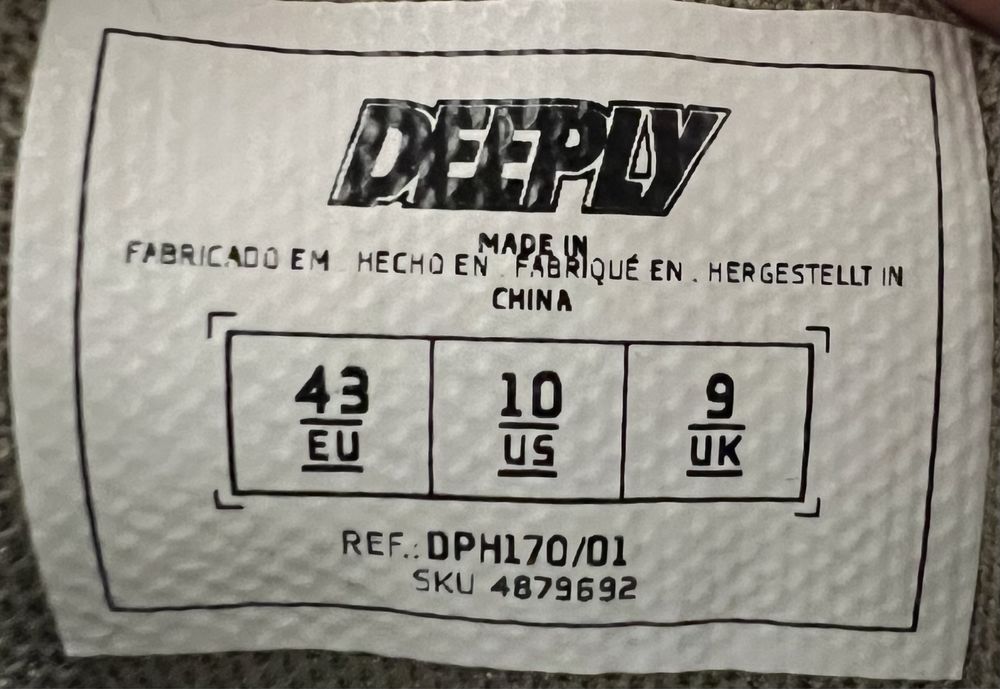 DEEPLY
MADE IN
FABRICADO EM . HECHO EN . FABRIQUÉ EN . HERGESTELLT IN
CHINA
43 10 9
EU US UK
REF.: DPH170/01
SKU 4879692